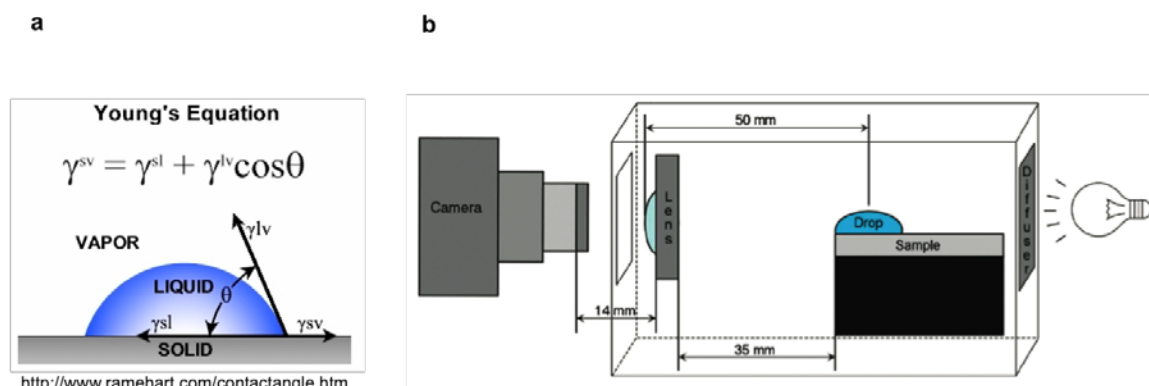 a
b
Young's Equation
γsv = γsl + γlvcosθ
VAPOR
γlv
LIQUID
θ
γsl
γsv
SOLID
http://www.ramehart.com/contactangle.htm
50 mm
Camera
Lens
Drop
Sample
Diffuser
14 mm
35 mm